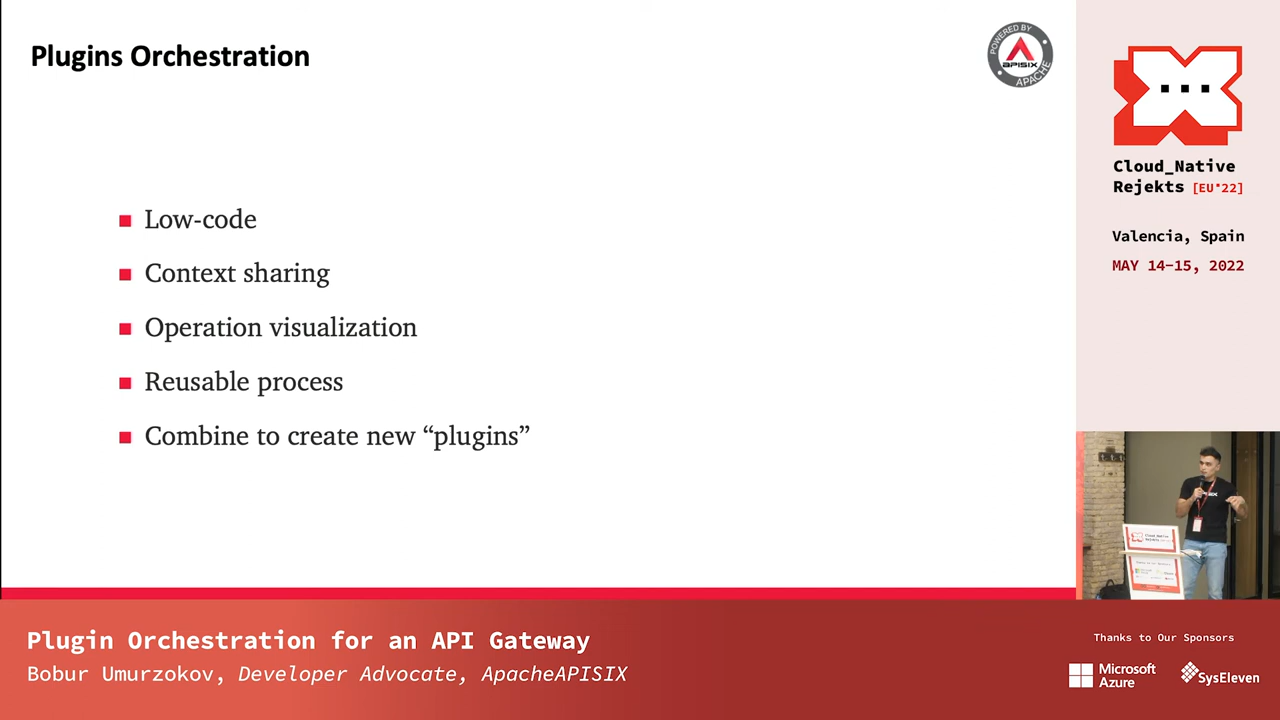 Plugins Orchestration
POWERED BY
APISIX
APACHE
Low-code
Context sharing
Operation visualization
Reusable process
Combine to create new “plugins”
Cloud_Native
Rejekts [EU*22]
Valencia, Spain
MAY 14-15, 2022
Plugin Orchestration for an API Gateway
Bobur Umurzokov, Developer Advocate, ApacheAPISIX
Thanks to Our Sponsors
Microsoft
Azure
SysEleven
Cloud_Native
Rejekts